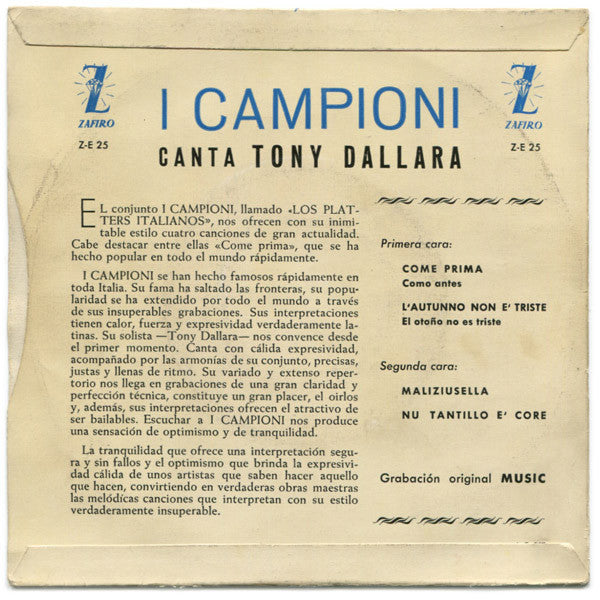 ZAFIRO
Z-E 25
I CAMPIONI
CANTA TONY DALLARA
ZAFIRO
Z-E 25
EL conjunto I CAMPIONI, llamado «LOS PLAT-
TERS ITALIANOS», nos ofrecen con su inimi-
table estilo cuatro canciones de gran actualidad.
Cabe destacar entre ellas «Come prima», que se ha
hecho popular en todo el mundo rápidamente.
I CAMPIONI se han hecho famosos rápidamente en
toda Italia. Su fama ha saltado las fronteras, su popu-
laridad se ha extendido por todo el mundo a través
de sus insuperables grabaciones. Sus interpretaciones
tienen calor, fuerza y expresividad verdaderamente la-
tinas. Su solista —Tony Dallara— nos convence desde
el primer momento. Canta con cálida expresividad,
acompañado por las armonías de su conjunto, precisas,
justas y llenas de ritmo. Su variado y extenso reper-
torio nos llega en grabaciones de una gran claridad y
perfección técnica, constituye un gran placer, el oirlos
y, además, sus interpretaciones ofrecen el atractivo de
ser bailables. Escuchar a I CAMPIONI nos produce
una sensación de optimismo y de tranquilidad.
La tranquilidad que ofrece una interpretación segu-
ra y sin fallos y el optimismo que brinda la expresivi-
dad cálida de unos artistas que saben hacer aquello
que hacen, convirtiendo en verdaderas obras maestras
las melódicas canciones que interpretan con su estilo
verdaderamente insuperable.
Primera cara:
COME PRIMA
Como antes
L'AUTUNNO NON E' TRISTE
El otoño no es triste
Segunda cara:
MALIZIUSELLA
NU TANTILLO E' CORE
Grabación original MUSIC